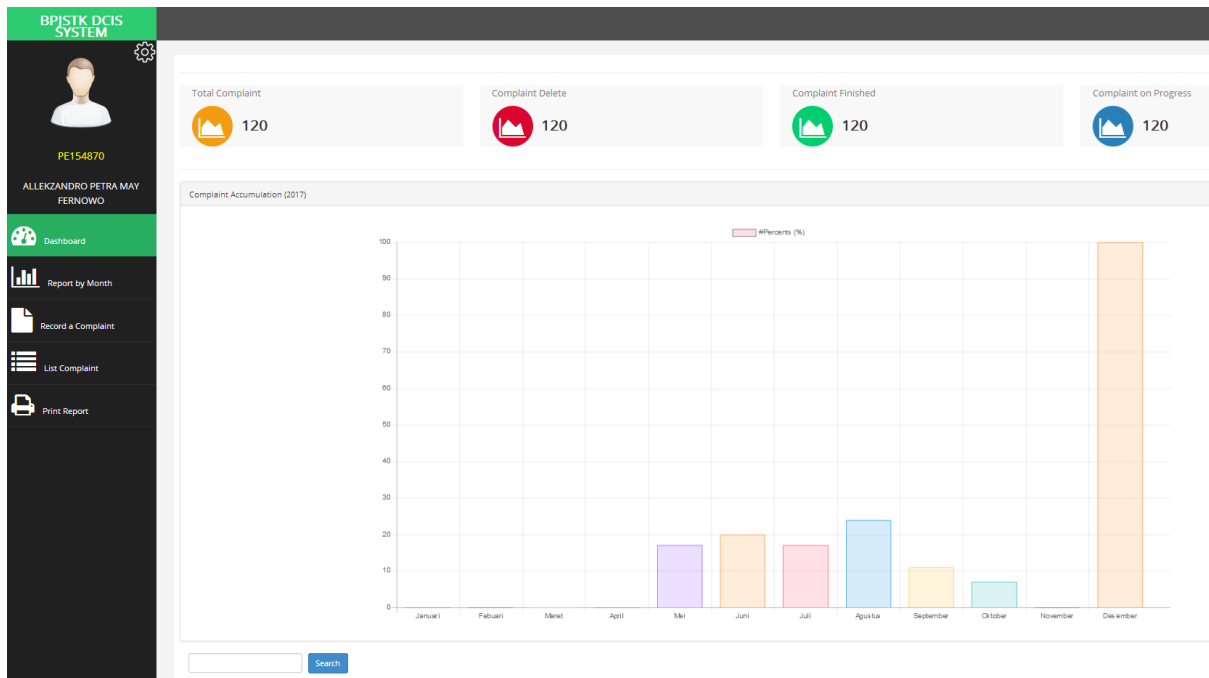 BPJSTK DCIS
SYSTEM
PE154870
ALLEKZANDRO PETRA MAY
FERNOWO
Dashboard
Report by Month
Record a Complaint
List Complaint
Print Report
Total Complaint
120
Complaint Delete
120
Complaint Finished
120
Complaint on Progress
120
Complaint Accumulation (2017)
#Percents (%)
100
90
80
70
60
50
40
30
20
10
0
Januari Febuari Maret April Mei Juni Juli Agustus September Oktober November Desember
Search